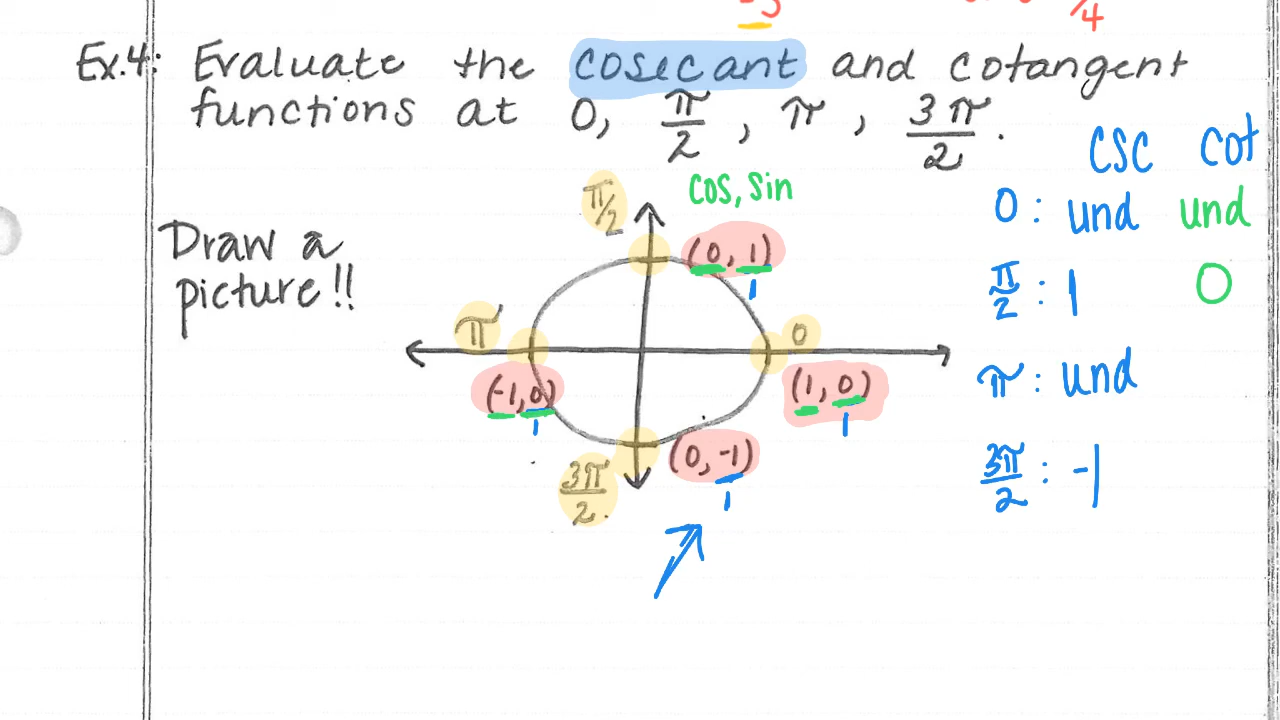 Ex.4: Evaluate the cosecant and cotangent
functions at 0, π/2, π, 3π/2.
csc cot
cos, sin
0: und und
π/2: 1 0
π: und
3π/2: -1
Draw a
picture!!
π/2
(0, 1)
1
π
0
(-1,0)
1
(1, 0)
1
3π/2
(0, -1)
1